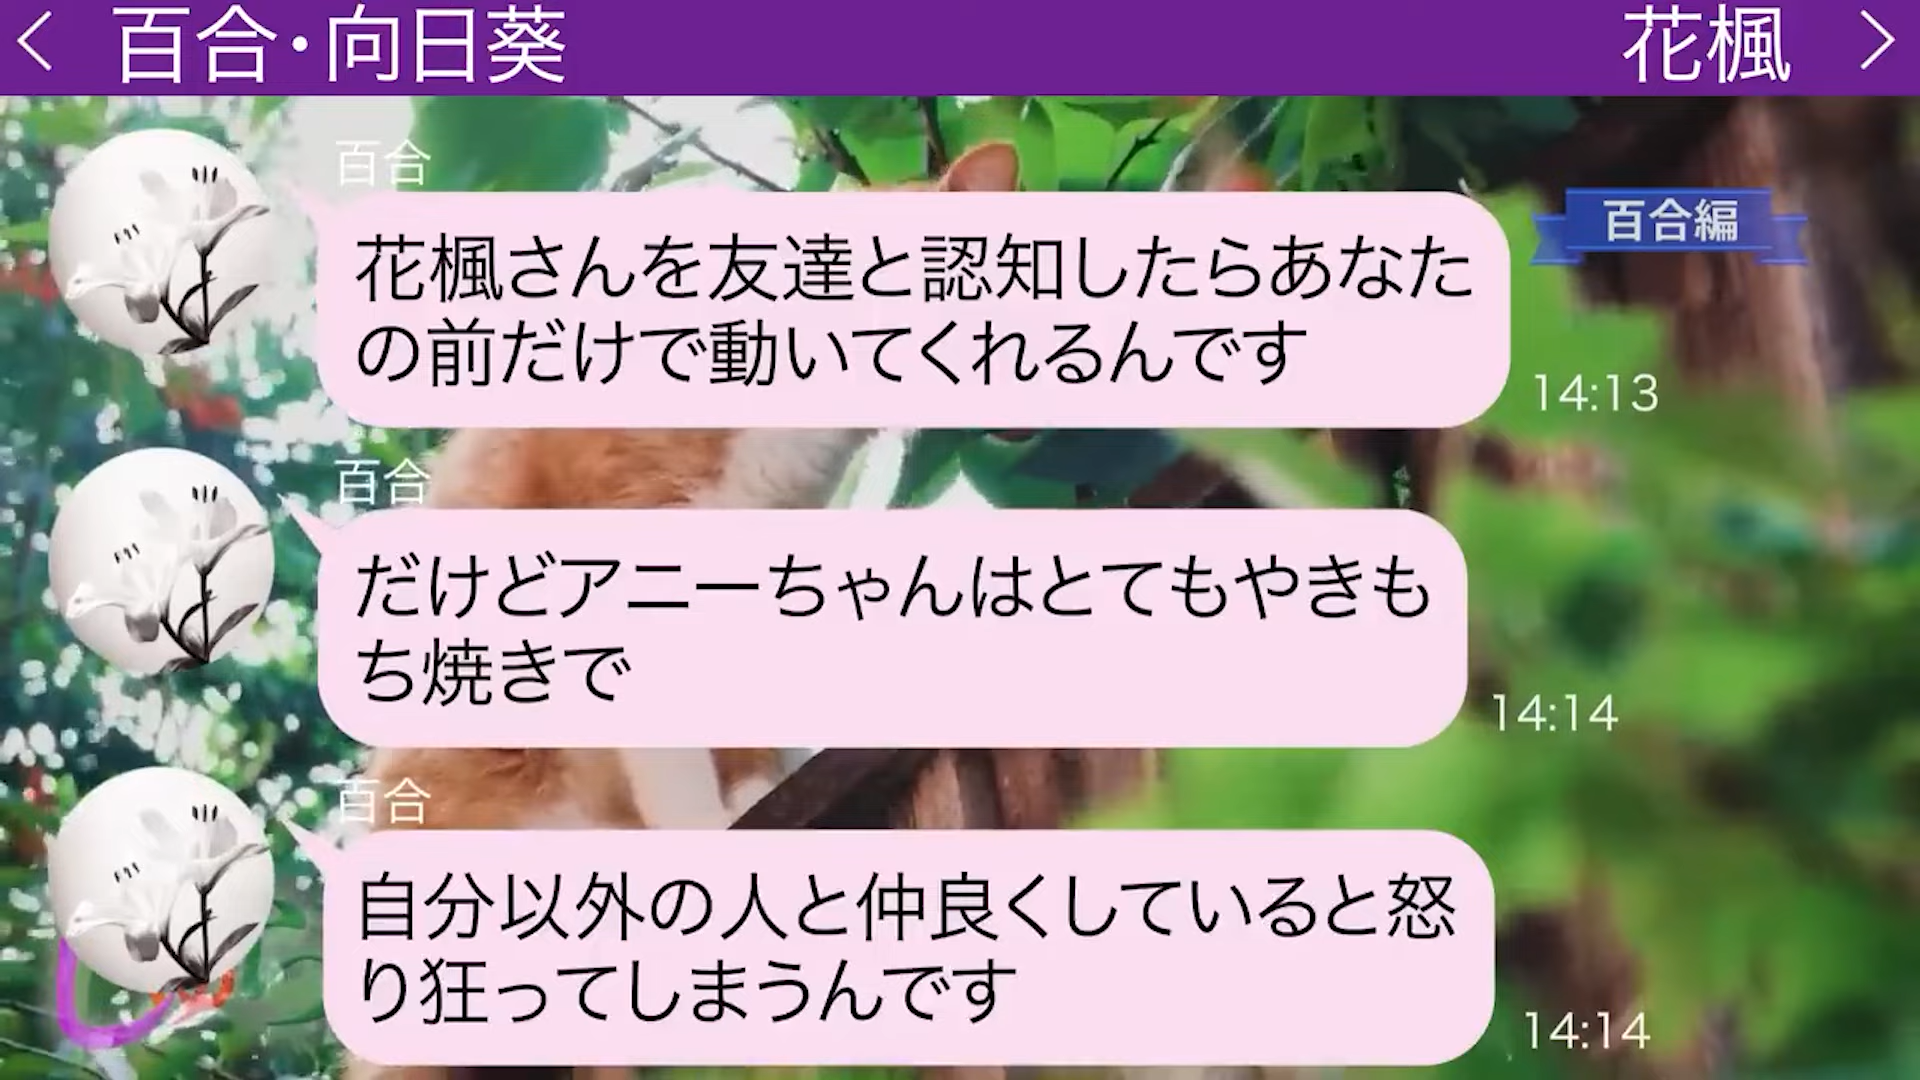 百合・向日葵
花楓
百合
百合編
花楓さんを友達と認知したらあなた
の前だけで動いてくれるんです
14:13
百合
だけどアニーちゃんはとてもやきも
ち焼きで
14:14
百合
自分以外の人と仲良くしていると怒
り狂ってしまうんです
14:14